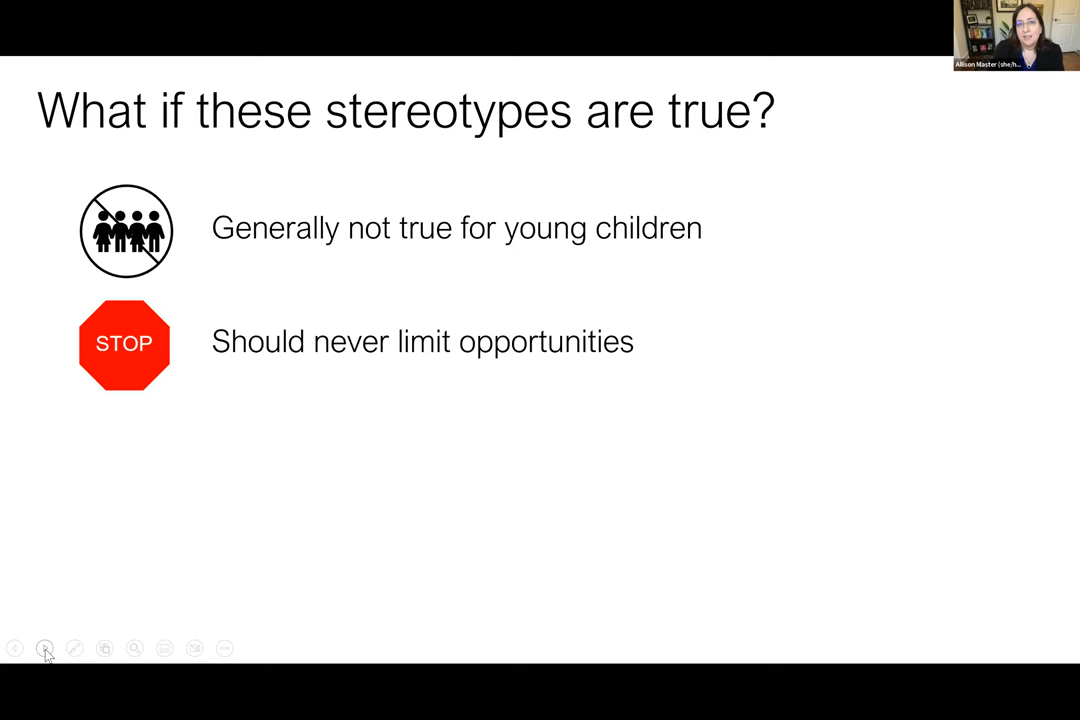 Allison Master (she/h...
What if these stereotypes are true?
Generally not true for young children
STOP
Should never limit opportunities